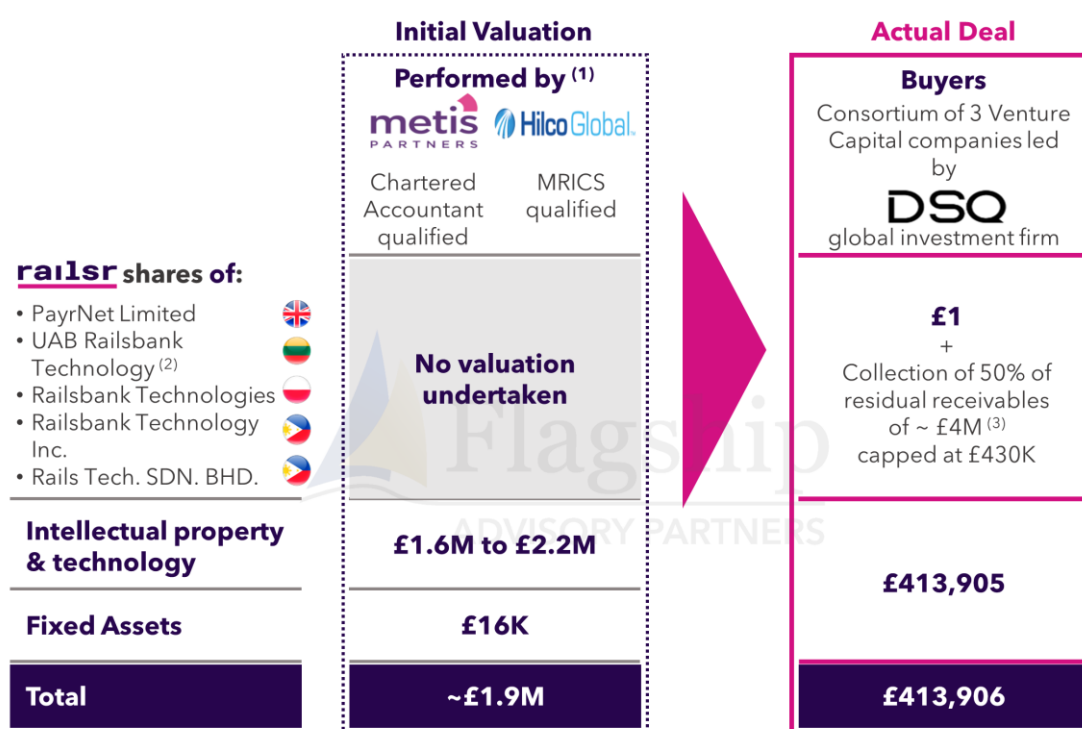 Initial Valuation
Actual Deal
Performed by (1)
metis
PARTNERS
Hilco Global
Chartered
Accountant
qualified
MRICS
qualified
Buyers
Consortium of 3 Venture
Capital companies led
by
DSQ
global investment firm
railsr shares of:
• PayrNet Limited
• UAB Railsbank
Technology (2)
• Railsbank Technologies
• Railsbank Technology
Inc.
• Rails Tech. SDN. BHD.
No valuation
undertaken
£1
+
Collection of 50% of
residual receivables
of ~ £4M (3)
capped at £430K
Flagship
ADVISORY PARTNERS
Intellectual property
& technology
£1.6M to £2.2M
£413,905
Fixed Assets
£16K
Total
~£1.9M
£413,906